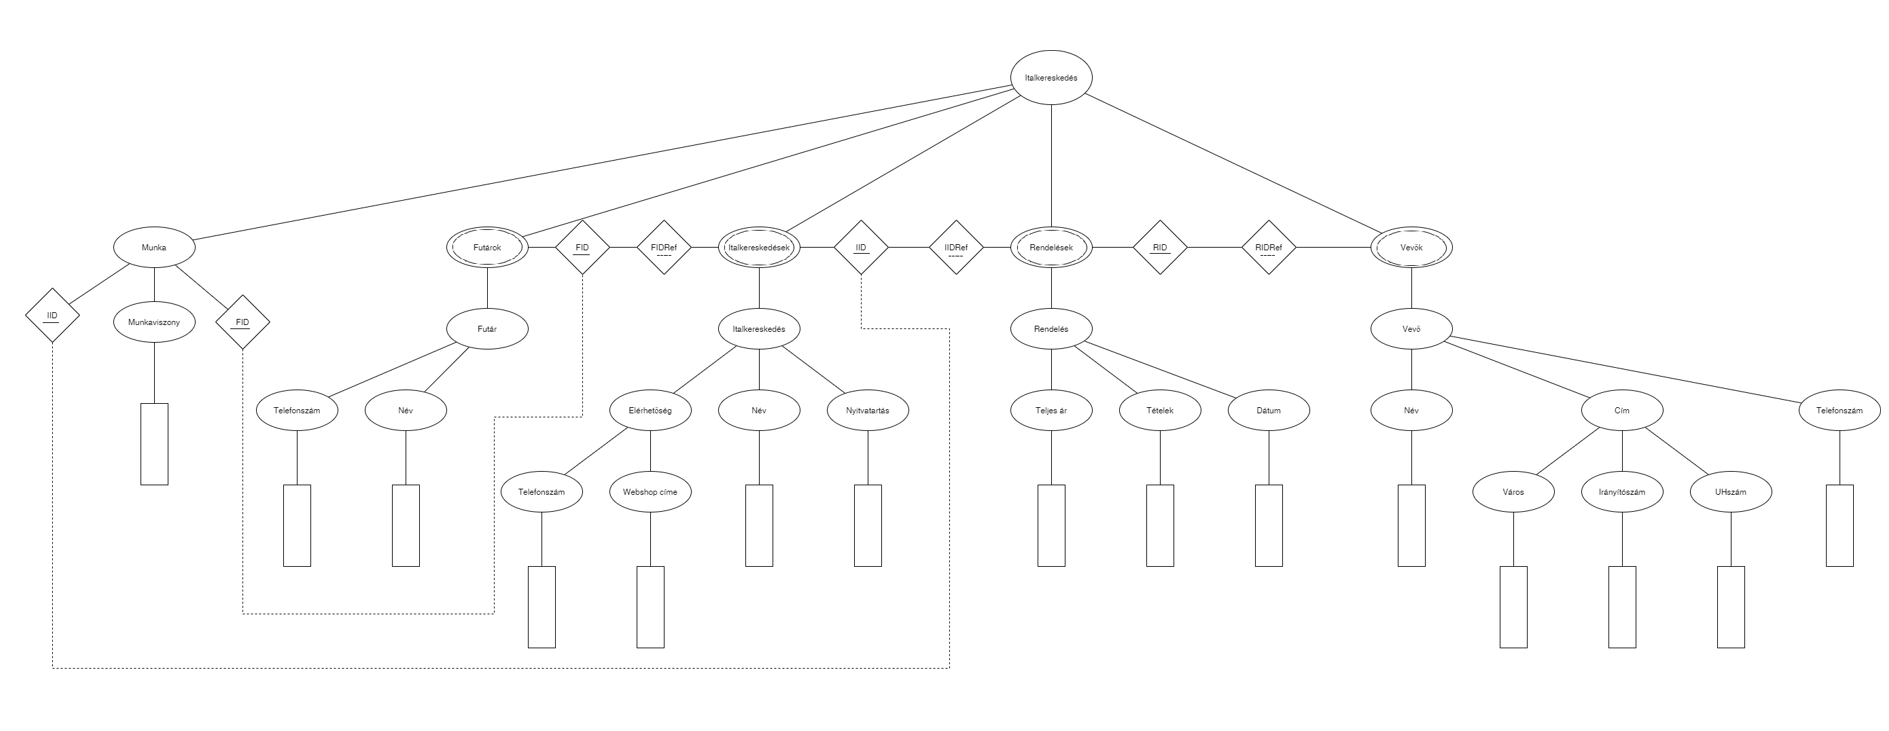 Italkereskedés
Munka
Futárok
FID
FIDRef
Italkereskedések
IID
IIDRef
Rendelések
RID
RIDRef
Vevők
IID
Munkaviszony
FID
Futár
Italkereskedés
Rendelés
Vevő
Telefonszám
Név
Elérhetőség
Név
Nyitvatartás
Teljes ár
Tételek
Dátum
Név
Cím
Telefonszám
Telefonszám
Webshop címe
Város
Irányítószám
UHszám